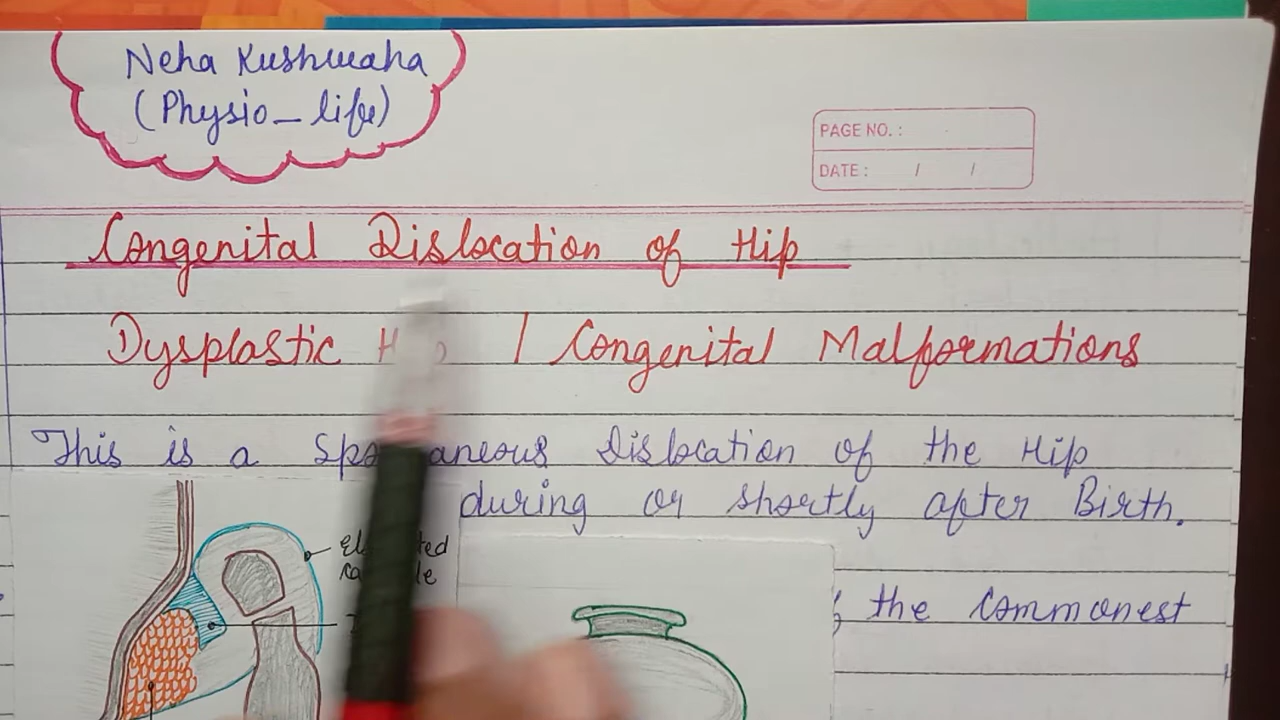 Neha Kushwaha
(Physio_life)
PAGE NO. :
DATE : / /
Congenital Dislocation of Hip
Dysplastic / Congenital Malformations
This is a Dislocation of the Hip
during or shortly after Birth.
the Commonest